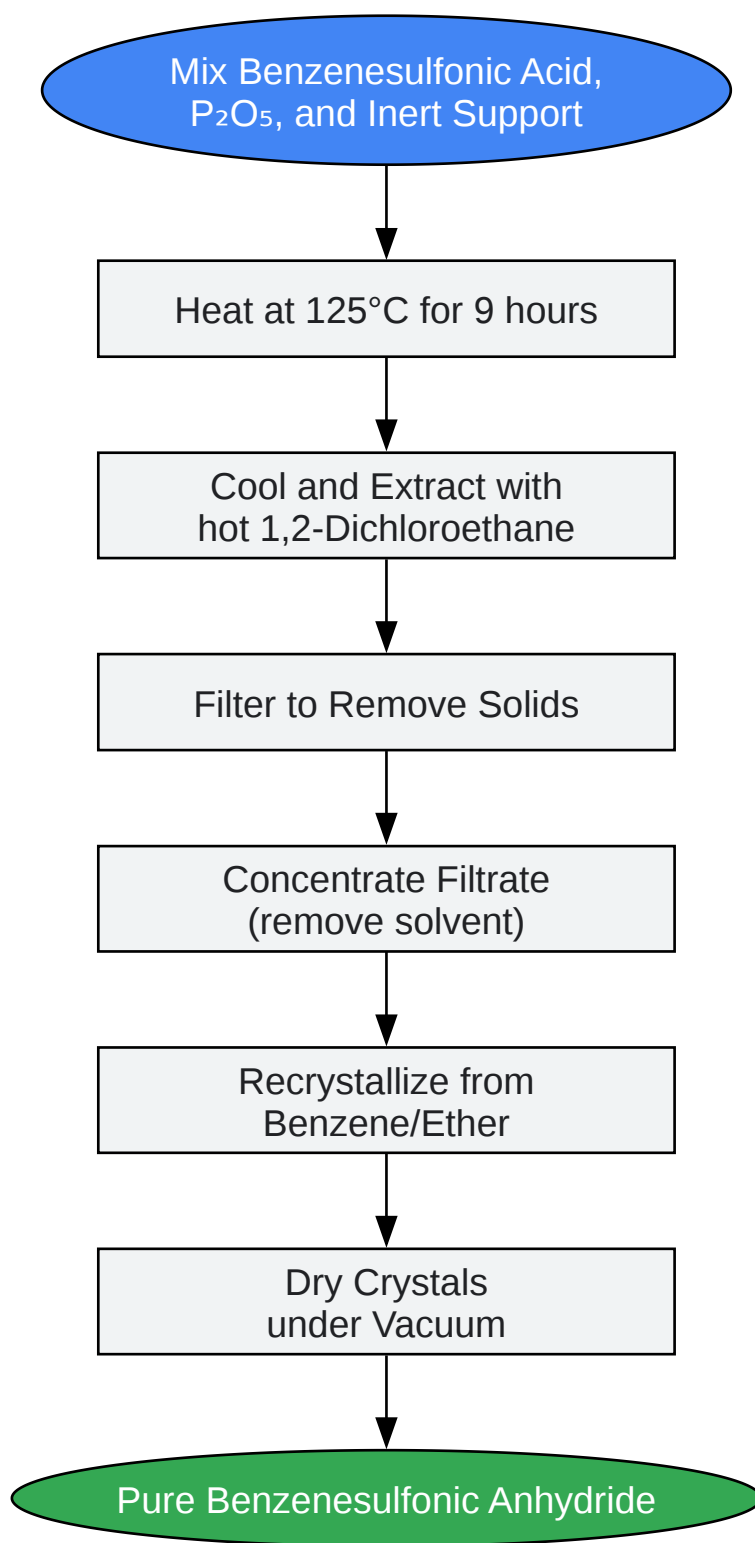 Mix Benzenesulfonic Acid,
P₂O₅, and Inert Support
Heat at 125°C for 9 hours
Cool and Extract with
hot 1,2-Dichloroethane
Filter to Remove Solids
Concentrate Filtrate
(remove solvent)
Recrystallize from
Benzene/Ether
Dry Crystals
under Vacuum
Pure Benzenesulfonic Anhydride